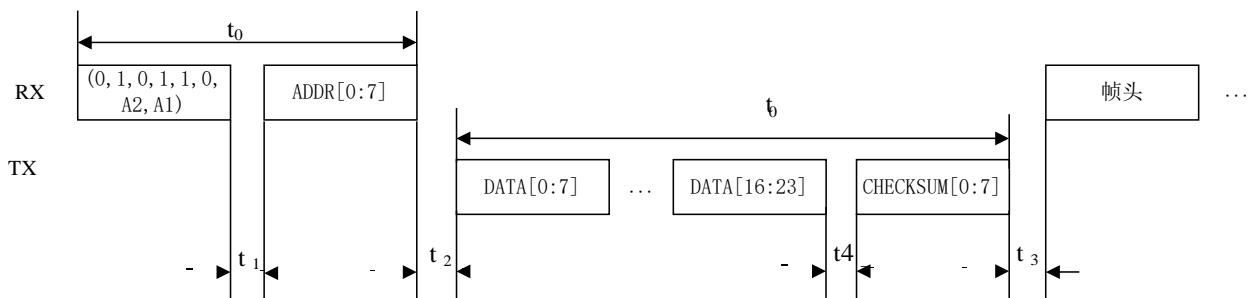 t0
RX
(0,1,0,1,1,0,
A2,A1)
ADDR[0:7]
帧头
...
t0
TX
DATA[0:7]
...
DATA[16:23]
CHECKSUM[0:7]
t1
t2
t4
t3